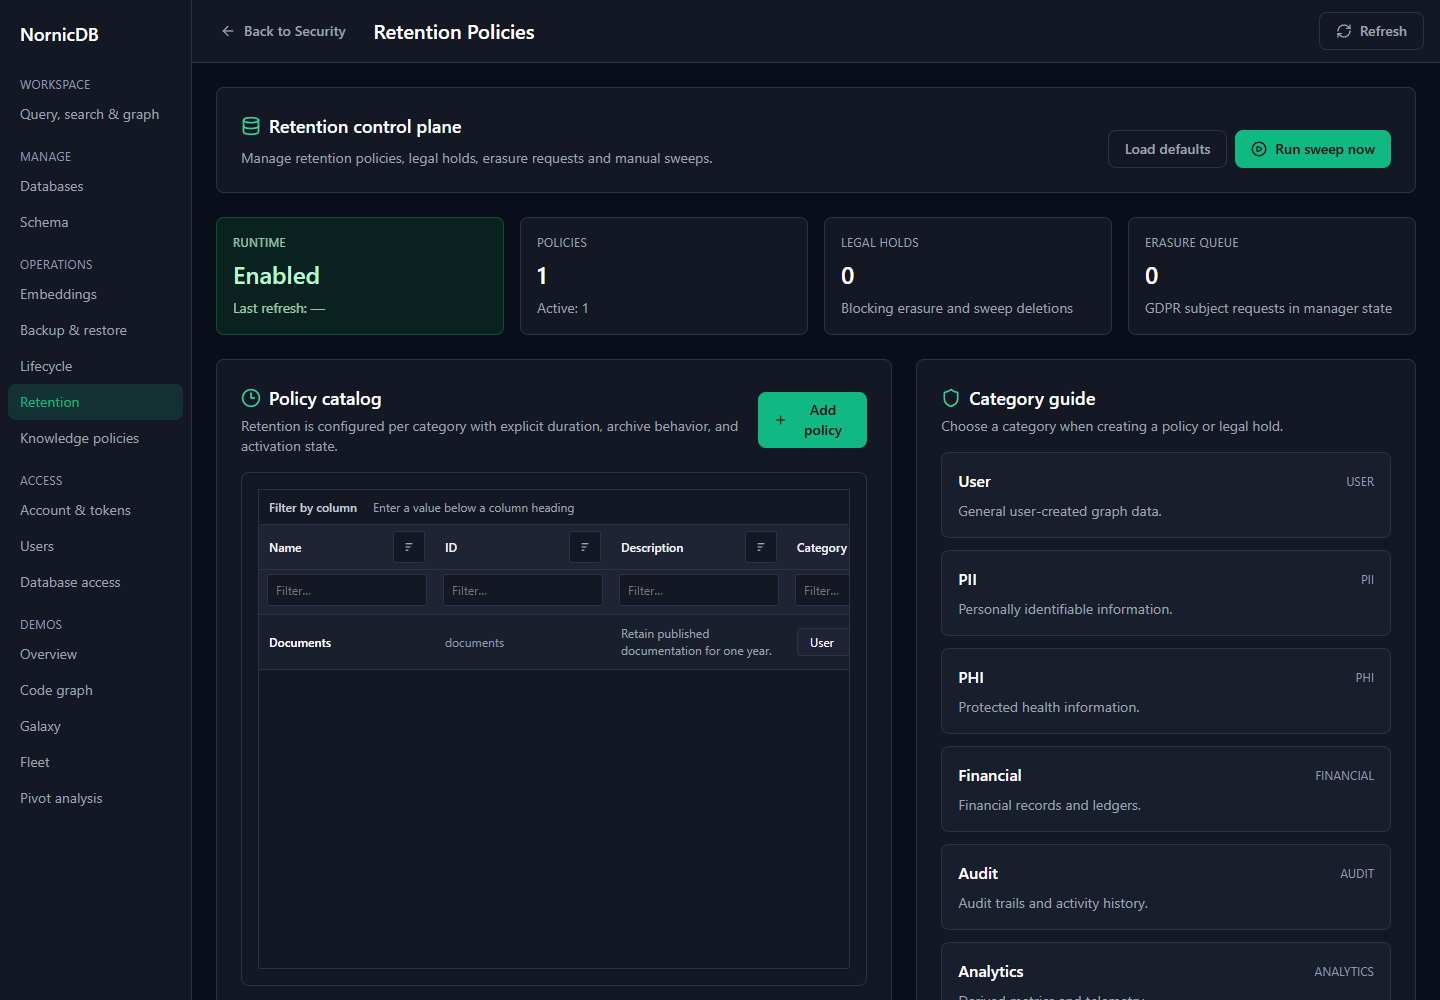 NornicDB
WORKSPACE
Query, search & graph
MANAGE
Databases
Schema
OPERATIONS
Embeddings
Backup & restore
Lifecycle
Retention
Knowledge policies
ACCESS
Account & tokens
Users
Database access
DEMOS
Overview
Code graph
Galaxy
Fleet
Pivot analysis
Back to Security
Retention Policies
Refresh
Retention control plane
Manage retention policies, legal holds, erasure requests and manual sweeps.
Load defaults
Run sweep now
RUNTIME
Enabled
Last refresh: —
POLICIES
1
Active: 1
LEGAL HOLDS
0
Blocking erasure and sweep deletions
ERASURE QUEUE
0
GDPR subject requests in manager state
Policy catalog
Retention is configured per category with explicit duration, archive behavior, and
activation state.
Add
policy
Filter by column Enter a value below a column heading
Name ID Description Category
Filter... Filter... Filter... Filter...
Documents documents Retain published
documentation for one year. User
Category guide
Choose a category when creating a policy or legal hold.
User USER
General user-created graph data.
PII PII
Personally identifiable information.
PHI PHI
Protected health information.
Financial FINANCIAL
Financial records and ledgers.
Audit AUDIT
Audit trails and activity history.
Analytics ANALYTICS
Derived metrics and telemetry.